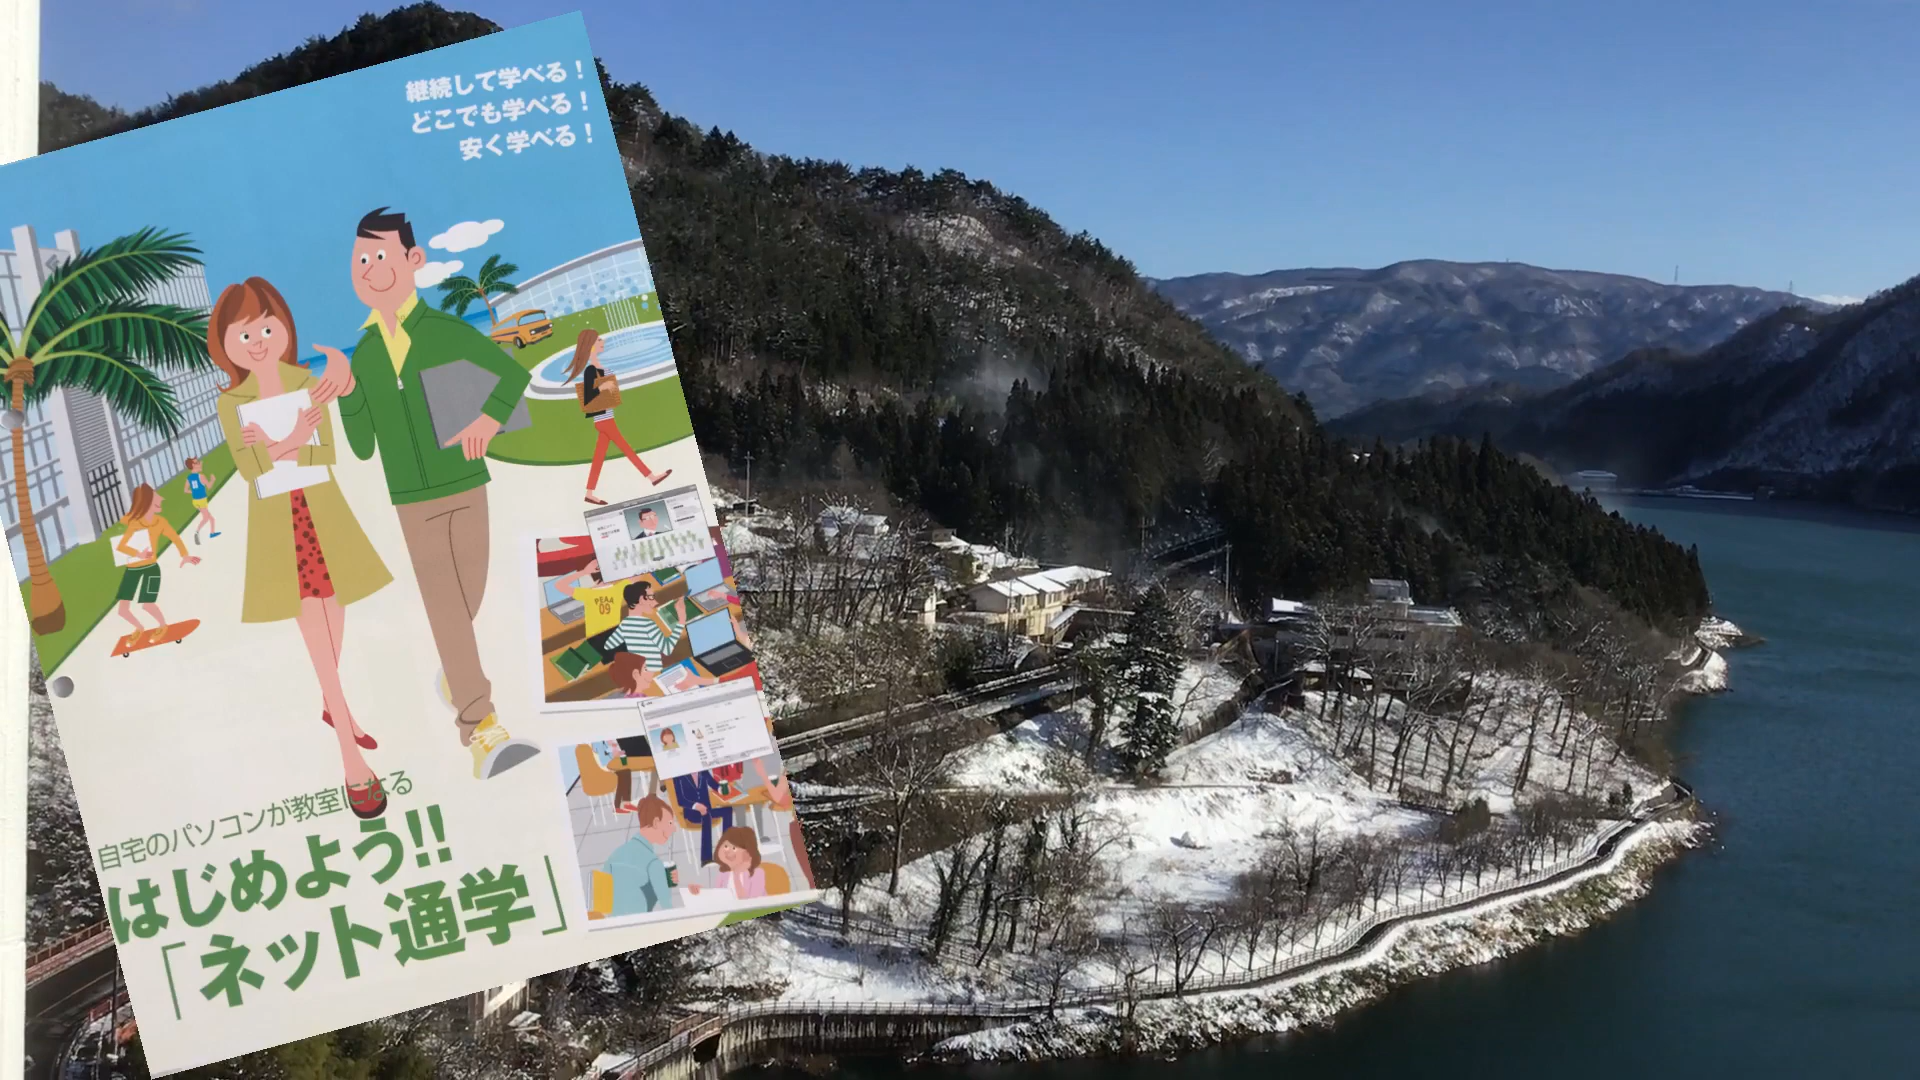 継続して学べる!
どこでも学べる!
安く学べる!
PEAA
09
自宅のパソコンが教室になる
はじめよう!!
「ネット通学」